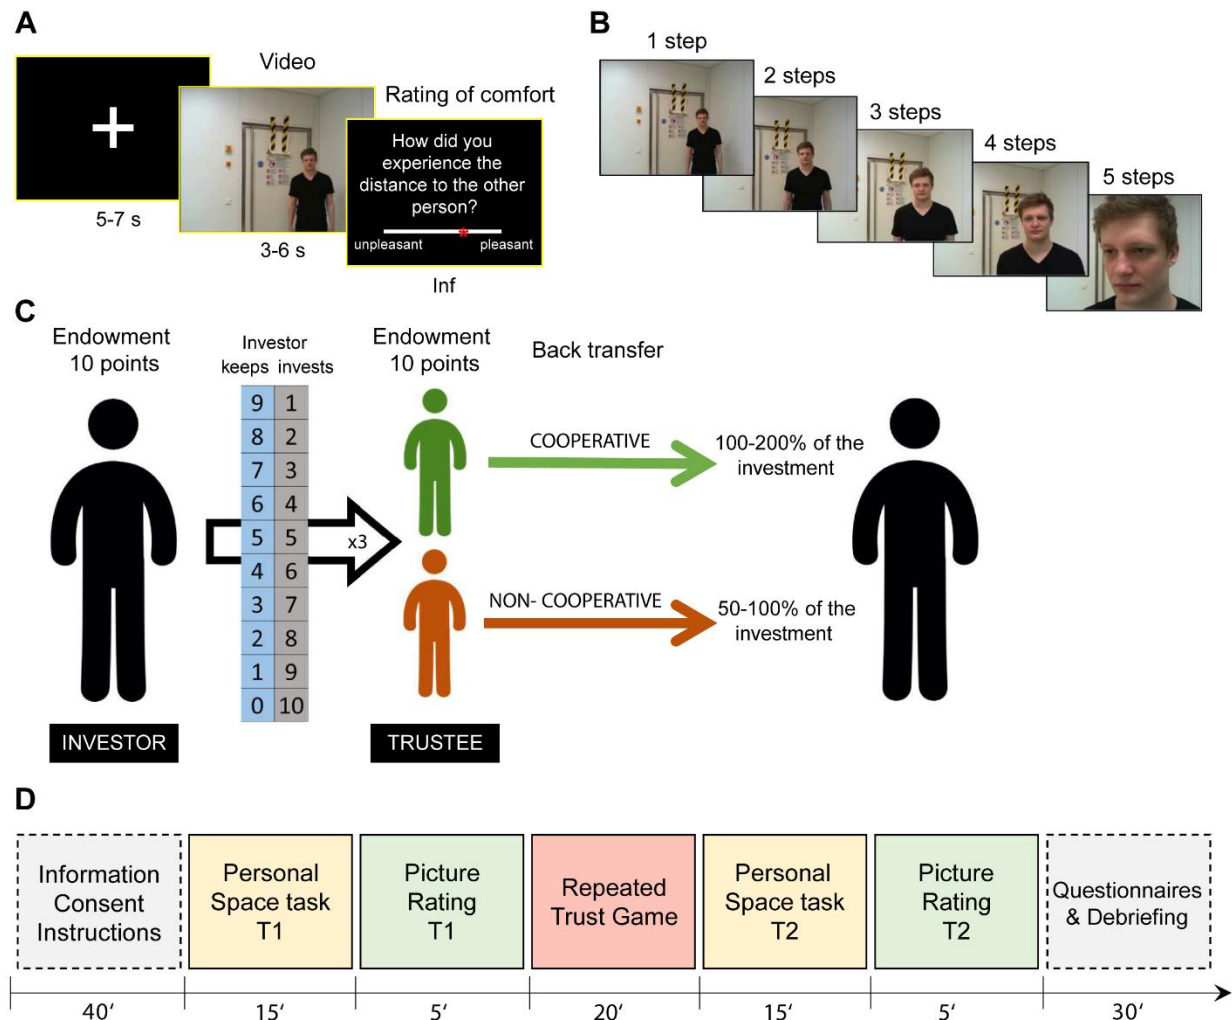 A
Video
Rating of comfort
How did you
experience the
distance to the other
person?
unpleasant
pleasant
5-7 s
3-6 s
Inf
B
1 step
2 steps
3 steps
4 steps
5 steps
C
Endowment
10 points
Investor
keeps invests
9 1
8 2
7 3
6 4
5 5
4 6
3 7
2 8
1 9
0 10
x3
Endowment
10 points
Back transfer
COOPERATIVE
100-200% of the
investment
NON- COOPERATIVE
50-100% of the
investment
INVESTOR
TRUSTEE
D
Information
Consent
Instructions
Personal
Space task
T1
Picture
Rating
T1
Repeated
Trust Game
Personal
Space task
T2
Picture
Rating
T2
Questionnaires
& Debriefing
40‘
15‘
5‘
20‘
15‘
5‘
30‘